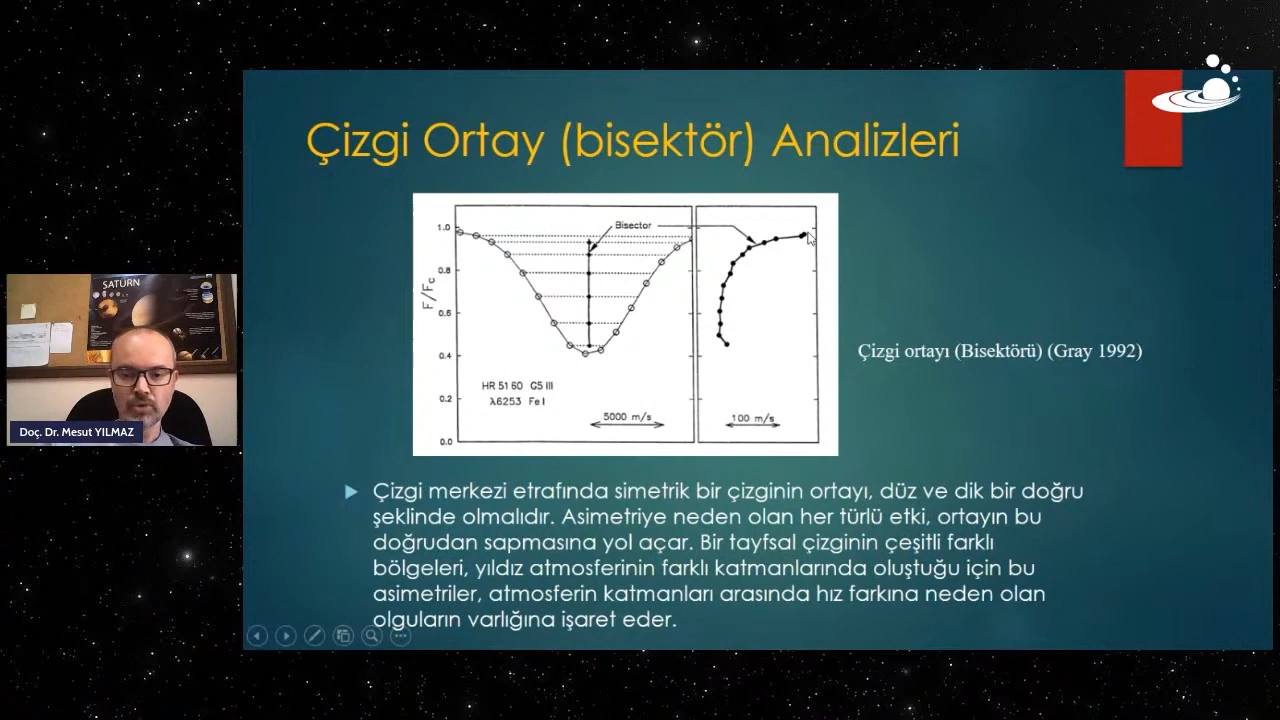 Çizgi Ortay (bisektör) Analizleri
Bisector
1.0
0.8
0.6
0.4
0.2
0.0
F/Fc
HR 5160 G5 III
λ6253 Fe I
5000 m/s
100 m/s
Çizgi ortayı (Bisektörü) (Gray 1992)
SATURN
Doç. Dr. Mesut YILMAZ
Çizgi merkezi etrafında simetrik bir çizginin ortayı, düz ve dik bir doğru
şeklinde olmalıdır. Asimetriye neden olan her türlü etki, ortayın bu
doğrudan sapmasına yol açar. Bir tayfsal çizginin çeşitli farklı
bölgeleri, yıldız atmosferinin farklı katmanlarında oluştuğu için bu
asimetriler, atmosferin katmanları arasında hız farkına neden olan
olguların varlığına işaret eder.